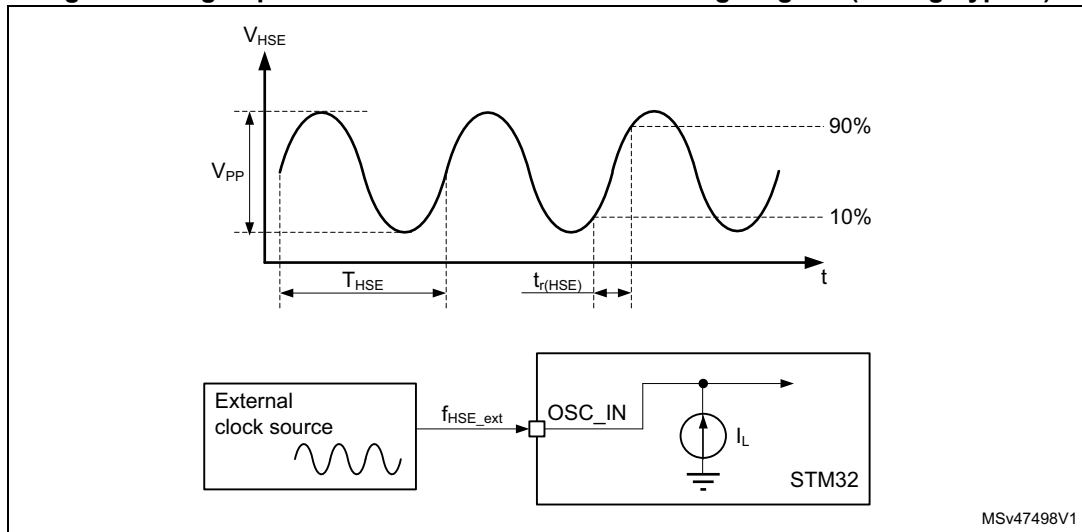 V_HSE
90%
V_PP
10%
t
T_HSE
t_r(HSE)
External
clock source
f_HSE_ext
OSC_IN
I_L
STM32
MSv47498V1